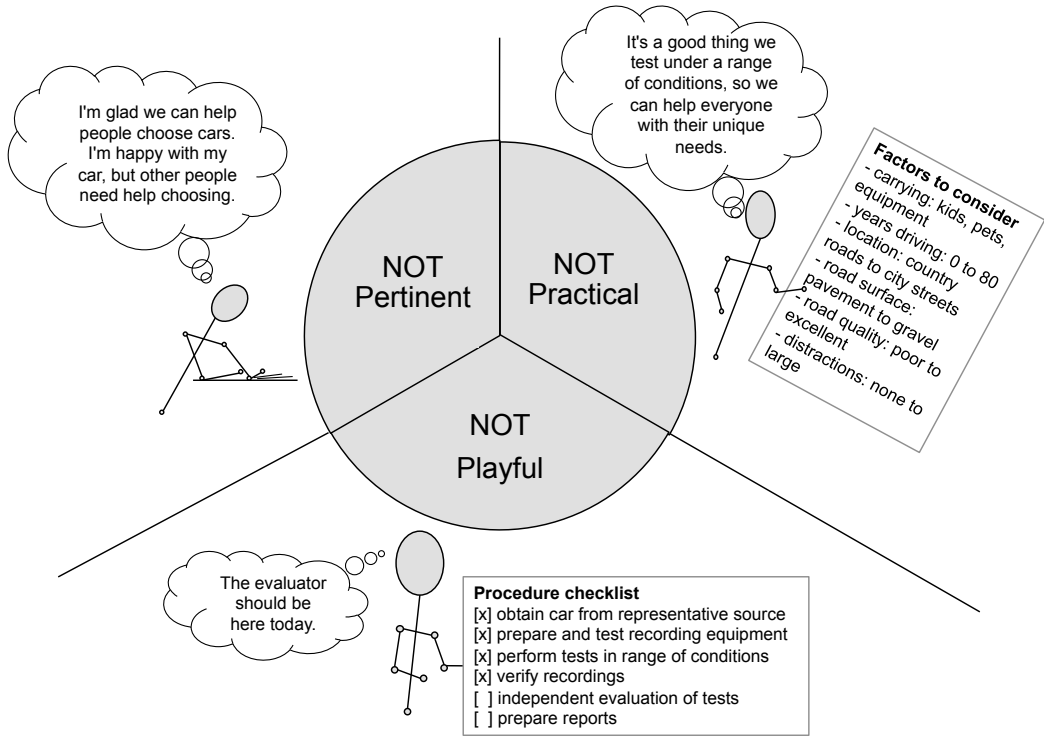 I'm glad we can help
people choose cars.
I'm happy with my
car, but other people
need help choosing.
It's a good thing we
test under a range
of conditions, so we
can help everyone
with their unique
needs.
Factors to consider
- carrying: kids, pets,
equipment
- years driving: 0 to 80
- location: country
roads to city streets
- road surface:
pavement to gravel
- road quality: poor to
excellent
- distractions: none to
large
NOT
Pertinent
NOT
Practical
NOT
Playful
The evaluator
should be
here today.
Procedure checklist
[x] obtain car from representative source
[x] prepare and test recording equipment
[x] perform tests in range of conditions
[x] verify recordings
[ ] independent evaluation of tests
[ ] prepare reports